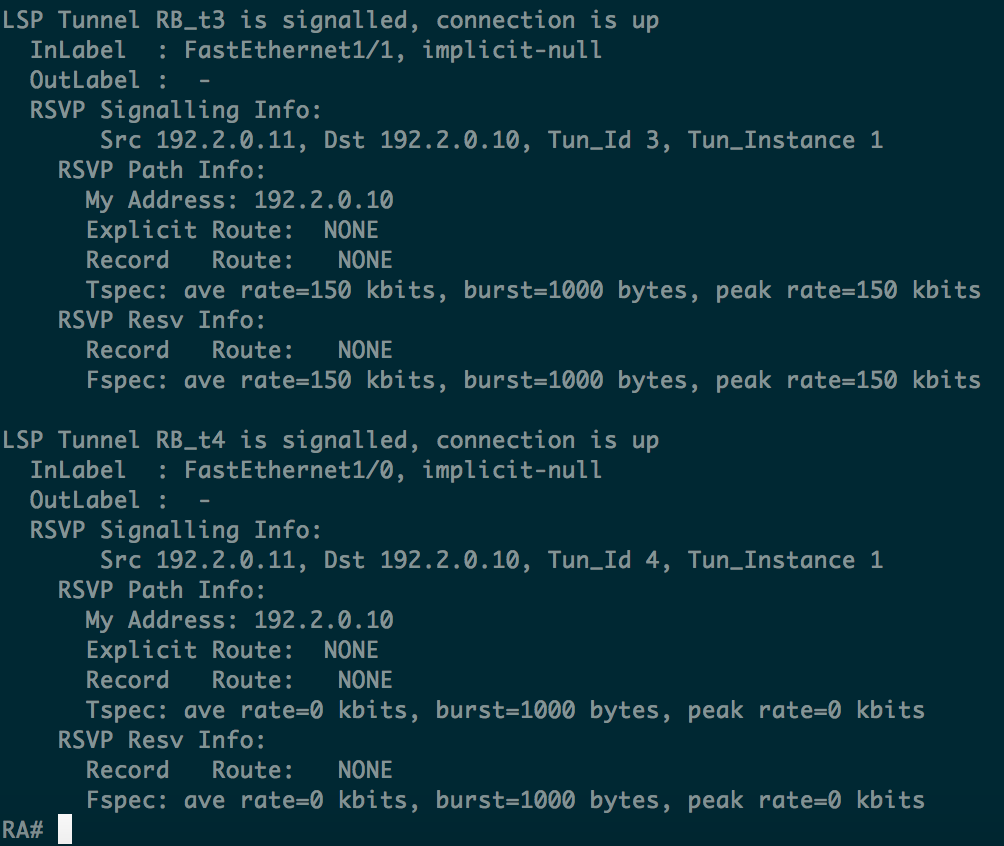 LSP Tunnel RB_t3 is signalled, connection is up
  InLabel  : FastEthernet1/1, implicit-null
  OutLabel :  -
  RSVP Signalling Info:
       Src 192.2.0.11, Dst 192.2.0.10, Tun_Id 3, Tun_Instance 1
    RSVP Path Info:
      My Address: 192.2.0.10
      Explicit Route:  NONE
      Record   Route:   NONE
      Tspec: ave rate=150 kbits, burst=1000 bytes, peak rate=150 kbits
    RSVP Resv Info:
      Record   Route:   NONE
      Fspec: ave rate=150 kbits, burst=1000 bytes, peak rate=150 kbits

LSP Tunnel RB_t4 is signalled, connection is up
  InLabel  : FastEthernet1/0, implicit-null
  OutLabel :  -
  RSVP Signalling Info:
       Src 192.2.0.11, Dst 192.2.0.10, Tun_Id 4, Tun_Instance 1
    RSVP Path Info:
      My Address: 192.2.0.10
      Explicit Route:  NONE
      Record   Route:   NONE
      Tspec: ave rate=0 kbits, burst=1000 bytes, peak rate=0 kbits
    RSVP Resv Info:
      Record   Route:   NONE
      Fspec: ave rate=0 kbits, burst=1000 bytes, peak rate=0 kbits
RA#